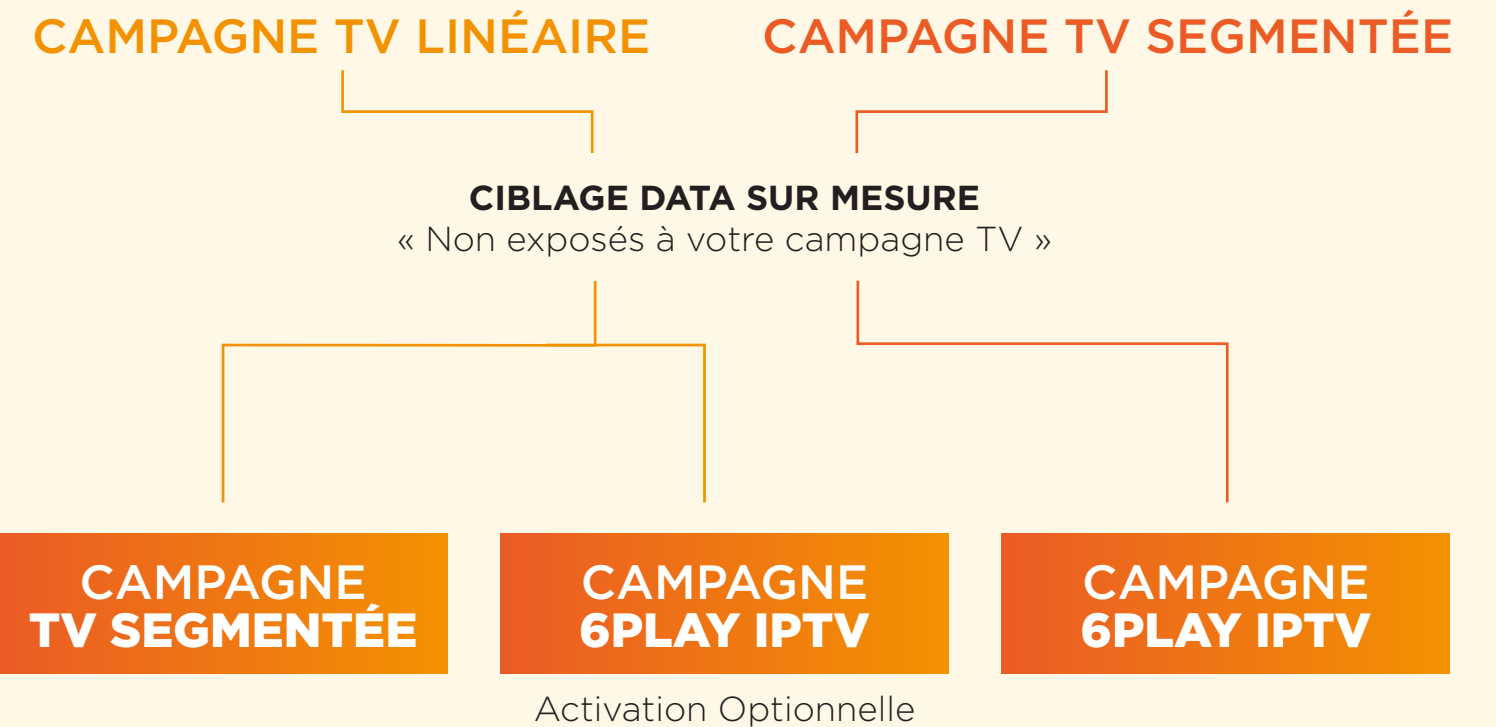 CAMPAGNE TV LINÉAIRE
CAMPAGNE TV SEGMENTÉE
CIBLAGE DATA SUR MESURE
« Non exposés à votre campagne TV »
CAMPAGNE
TV SEGMENTÉE
CAMPAGNE
6PLAY IPTV
CAMPAGNE
6PLAY IPTV
Activation Optionnelle